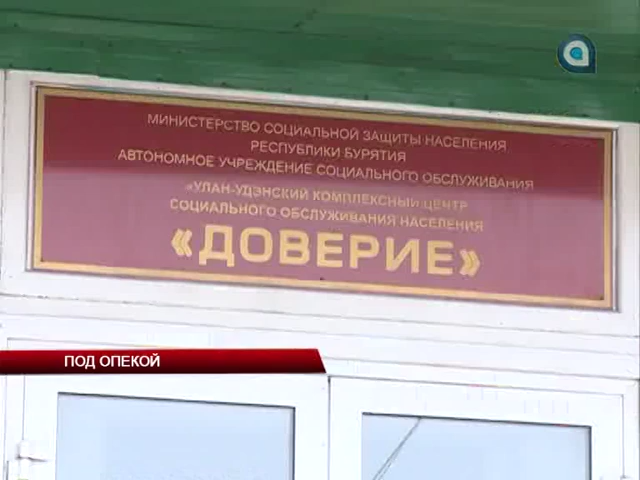 МИНИСТЕРСТВО СОЦИАЛЬНОЙ ЗАЩИТЫ НАСЕЛЕНИЯ
РЕСПУБЛИКИ БУРЯТИЯ
АВТОНОМНОЕ УЧРЕЖДЕНИЕ СОЦИАЛЬНОГО ОБСЛУЖИВАНИЯ
«УЛАН-УДЭНСКИЙ КОМПЛЕКСНЫЙ ЦЕНТР
СОЦИАЛЬНОГО ОБСЛУЖИВАНИЯ НАСЕЛЕНИЯ
«ДОВЕРИЕ»
ПОД ОПЕКОЙ